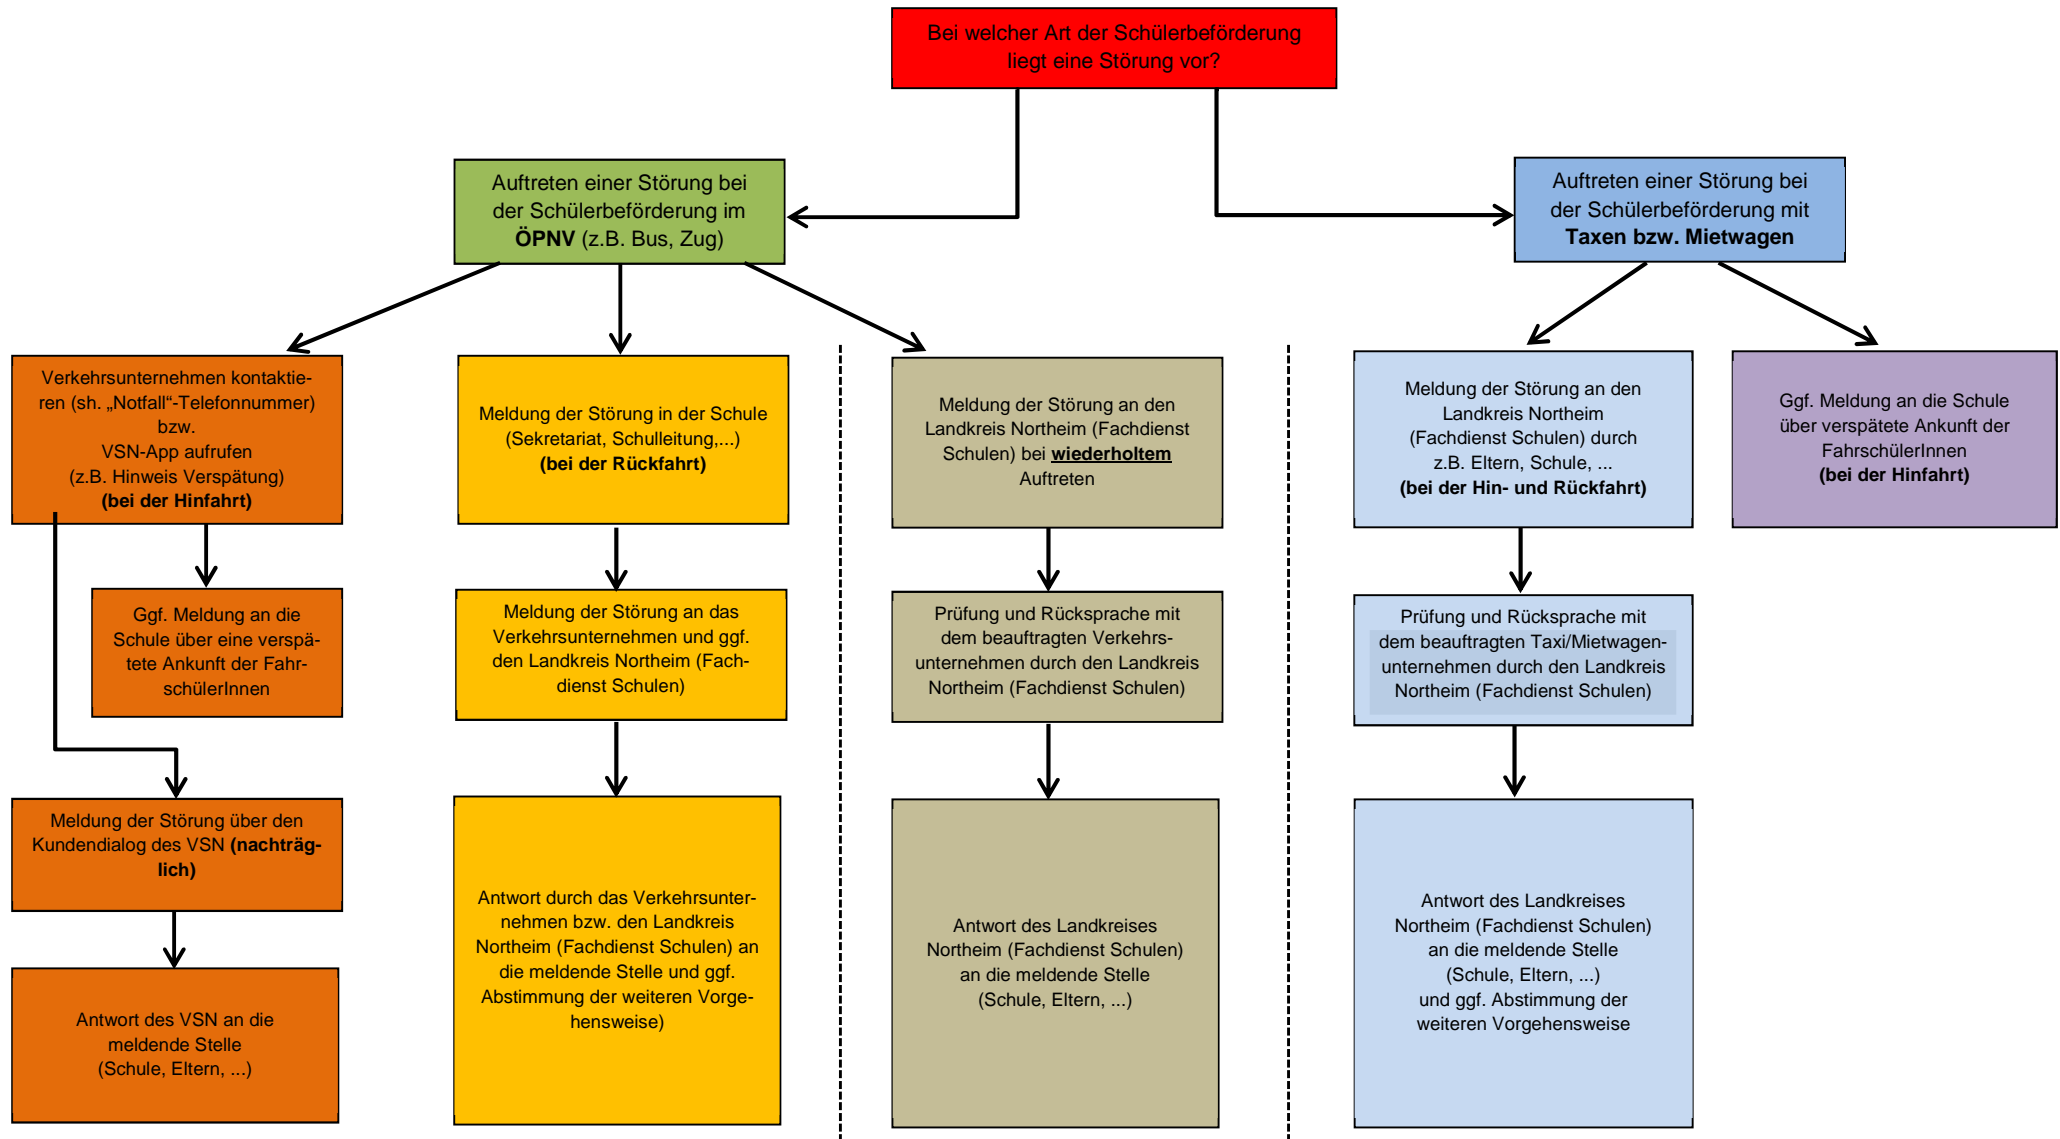 Bei welcher Art der Schülerbeförderung
liegt eine Störung vor?
Auftreten einer Störung bei
der Schülerbeförderung im
ÖPNV (z.B. Bus, Zug)
Auftreten einer Störung bei
der Schülerbeförderung mit
Taxen bzw. Mietwagen
Verkehrsunternehmen kontaktie-
ren (sh. „Notfall“-Telefonnummer)
bzw.
VSN-App aufrufen
(z.B. Hinweis Verspätung)
(bei der Hinfahrt)
Meldung der Störung in der Schule
(Sekretariat, Schulleitung,...)
(bei der Rückfahrt)
Meldung der Störung an den
Landkreis Northeim (Fachdienst
Schulen) bei wiederholtem
Auftreten
Meldung der Störung an den
Landkreis Northeim
(Fachdienst Schulen) durch
z.B. Eltern, Schule, ...
(bei der Hin- und Rückfahrt)
Ggf. Meldung an die Schule
über verspätete Ankunft der
FahrschülerInnen
(bei der Hinfahrt)
Ggf. Meldung an die
Schule über eine verspä-
tete Ankunft der Fahr-
schülerInnen
Meldung der Störung an das
Verkehrsunternehmen und ggf.
den Landkreis Northeim (Fach-
dienst Schulen)
Prüfung und Rücksprache mit
dem beauftragten Verkehrs-
unternehmen durch den Landkreis
Northeim (Fachdienst Schulen)
Prüfung und Rücksprache mit
dem beauftragten Taxi/Mietwagen-
unternehmen durch den Landkreis
Northeim (Fachdienst Schulen)
Meldung der Störung über den
Kundendialog des VSN (nachträg-
lich)
Antwort durch das Verkehrsunter-
nehmen bzw. den Landkreis
Northeim (Fachdienst Schulen) an
die meldende Stelle und ggf.
Abstimmung der weiteren Vorge-
hensweise)
Antwort des Landkreises
Northeim (Fachdienst Schulen)
an die meldende Stelle
(Schule, Eltern, ...)
Antwort des Landkreises
Northeim (Fachdienst Schulen)
an die meldende Stelle
(Schule, Eltern, ...)
und ggf. Abstimmung der
weiteren Vorgehensweise
Antwort des VSN an die
meldende Stelle
(Schule, Eltern, ...)